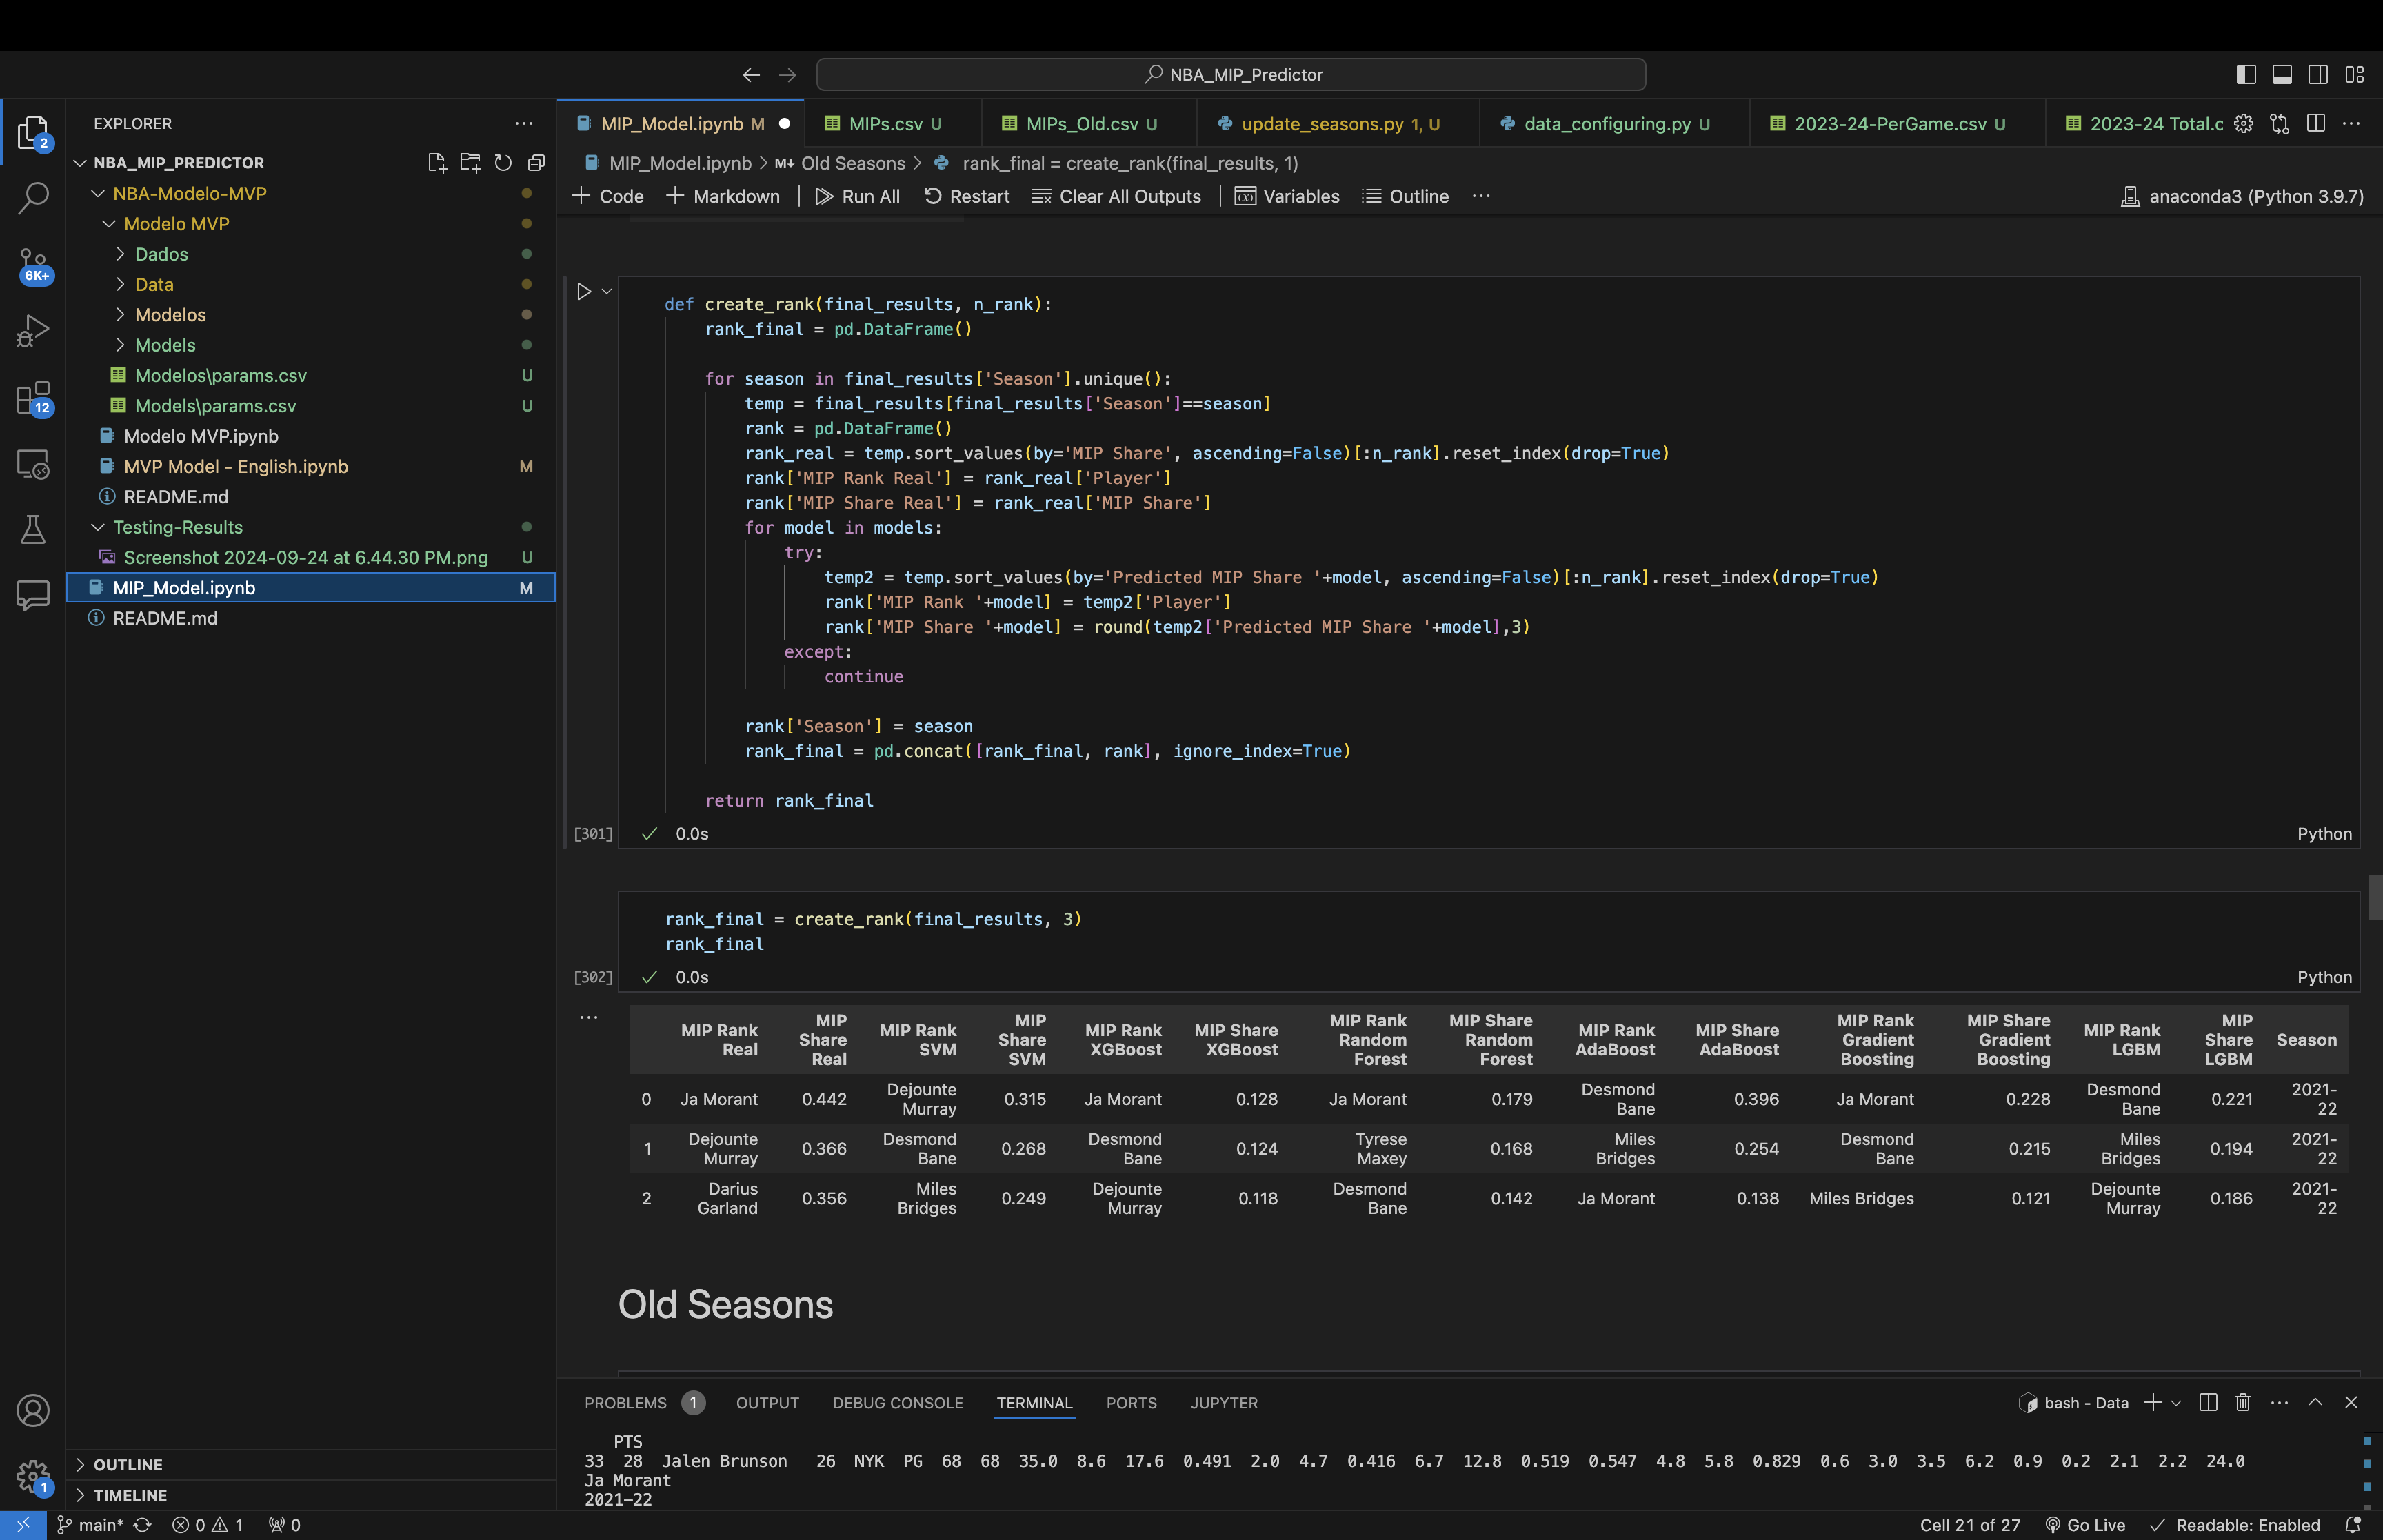 NBA_MIP_Predictor
EXPLORER
NBA_MIP_PREDICTOR
NBA-Modelo-MVP
Modelo MVP
Dados
Data
Modelos
Models
Modelos\params.csv U
Models\params.csv U
Modelo MVP.ipynb
MVP Model - English.ipynb M
README.md
Testing-Results
Screenshot 2024-09-24 at 6.44.30 PM.png U
MIP_Model.ipynb M
README.md
OUTLINE
TIMELINE
2
6K+
12
1
MIP_Model.ipynb M
MIPs.csv U
MIPs_Old.csv U
update_seasons.py 1, U
data_configuring.py U
2023-24-PerGame.csv U
2023-24 Total.c
MIP_Model.ipynb > M↓ Old Seasons > rank_final = create_rank(final_results, 1)
+ Code + Markdown | Run All Restart Clear All Outputs | Variables Outline ...
anaconda3 (Python 3.9.7)
def create_rank(final_results, n_rank):
    rank_final = pd.DataFrame()
    for season in final_results['Season'].unique():
        temp = final_results[final_results['Season']==season]
        rank = pd.DataFrame()
        rank_real = temp.sort_values(by='MIP Share', ascending=False)[:n_rank].reset_index(drop=True)
        rank['MIP Rank Real'] = rank_real['Player']
        rank['MIP Share Real'] = rank_real['MIP Share']
        for model in models:
            try:
                temp2 = temp.sort_values(by='Predicted MIP Share '+model, ascending=False)[:n_rank].reset_index(drop=True)
                rank['MIP Rank '+model] = temp2['Player']
                rank['MIP Share '+model] = round(temp2['Predicted MIP Share '+model],3)
            except:
                continue
        rank['Season'] = season
        rank_final = pd.concat([rank_final, rank], ignore_index=True)
    return rank_final
[301] ✓ 0.0s Python
rank_final = create_rank(final_results, 3)
rank_final
[302] ✓ 0.0s Python
...
MIP Rank Real MIP Share Real MIP Rank SVM MIP Share SVM MIP Rank XGBoost MIP Share XGBoost MIP Rank Random Forest MIP Share Random Forest MIP Rank AdaBoost MIP Share AdaBoost MIP Rank Gradient Boosting MIP Share Gradient Boosting MIP Rank LGBM MIP Share LGBM Season
0 Ja Morant 0.442 Dejounte Murray 0.315 Ja Morant 0.128 Ja Morant 0.179 Desmond Bane 0.396 Ja Morant 0.228 Desmond Bane 0.221 2021-22
1 Dejounte Murray 0.366 Desmond Bane 0.268 Desmond Bane 0.124 Tyrese Maxey 0.168 Miles Bridges 0.254 Desmond Bane 0.215 Miles Bridges 0.194 2021-22
2 Darius Garland 0.356 Miles Bridges 0.249 Dejounte Murray 0.118 Desmond Bane 0.142 Ja Morant 0.138 Miles Bridges 0.121 Dejounte Murray 0.186 2021-22
Old Seasons
PROBLEMS 1 OUTPUT DEBUG CONSOLE TERMINAL PORTS JUPYTER
bash - Data
PTS
33 28 Jalen Brunson 26 NYK PG 68 68 35.0 8.6 17.6 0.491 2.0 4.7 0.416 6.7 12.8 0.519 0.547 4.8 5.8 0.829 0.6 3.0 3.5 6.2 0.9 0.2 2.1 2.2 24.0
Ja Morant
2021-22
main* 0 1 0
Cell 21 of 27 Go Live Readable: Enabled